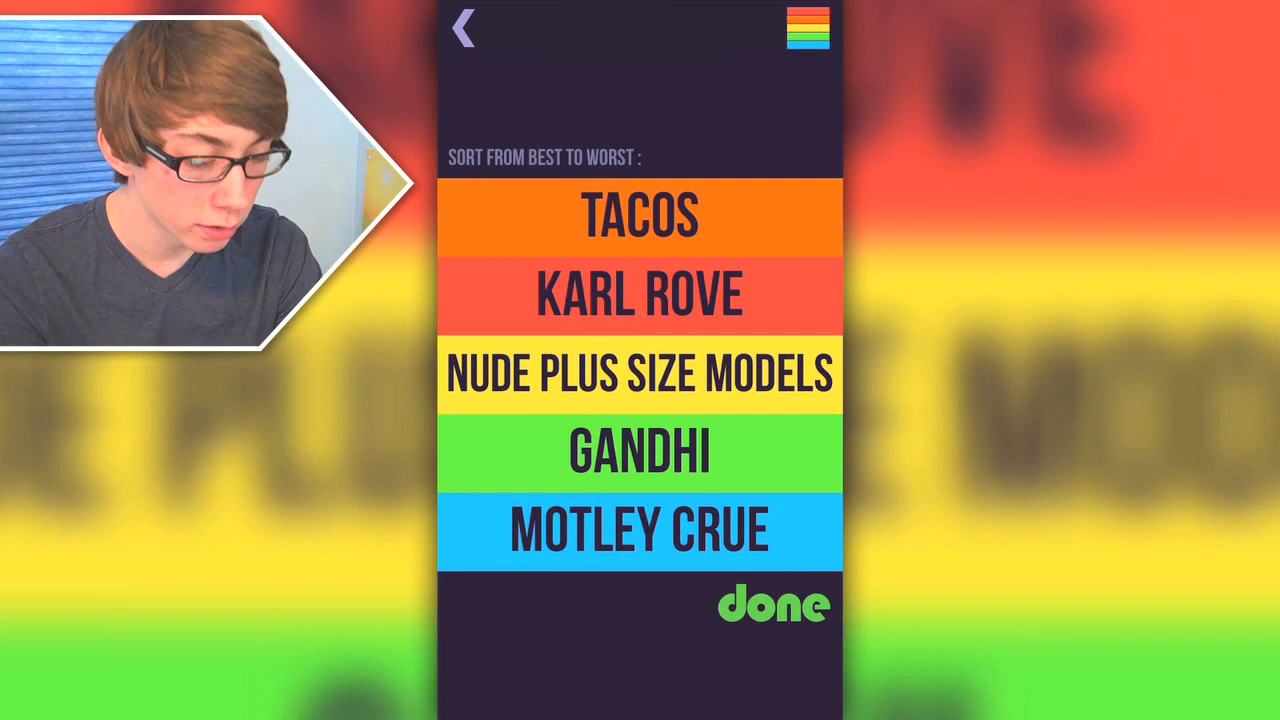 SORT FROM BEST TO WORST :
TACOS
KARL ROVE
NUDE PLUS SIZE MODELS
GANDHI
MOTLEY CRUE
done